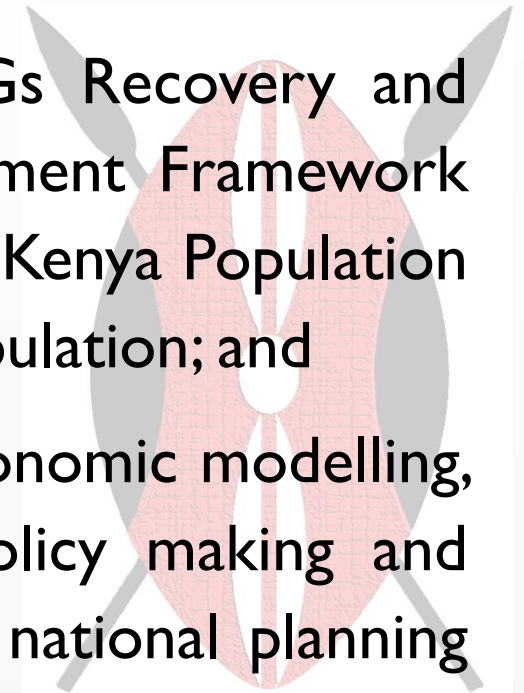 Gs Recovery and
ment Framework
Kenya Population
pulation; and
onomic modelling,
olicy making and
national planning